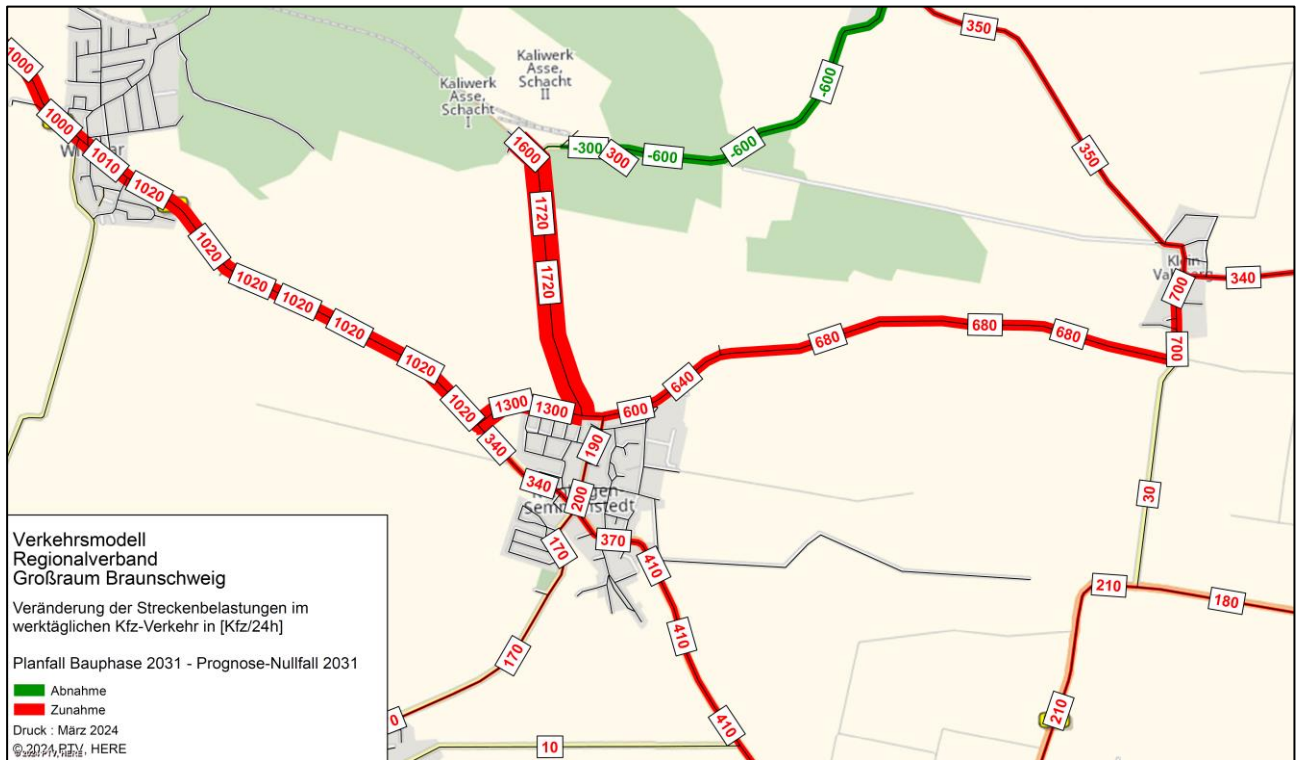 350
1000
Kaliwerk
Asse,
Schacht
II
Kaliwerk
Asse,
Schacht
I
-600
1000
1010
1020
1600
-300
300
-600
-600
350
1720
1020
1020
1020
1020
1720
1020
1020
1300
1300
340
340
Klein
700
340
700
680
680
680
640
600
190
200
370
170
410
410
410
170
0
10
30
210
180
210
Verkehrsmodell
Regionalverband
Großraum Braunschweig
Veränderung der Streckenbelastungen im
werktäglichen Kfz-Verkehr in [Kfz/24h]
Planfall Bauphase 2031 - Prognose-Nullfall 2031
Abnahme
Zunahme
Druck : März 2024
© 2024 PTV, HERE